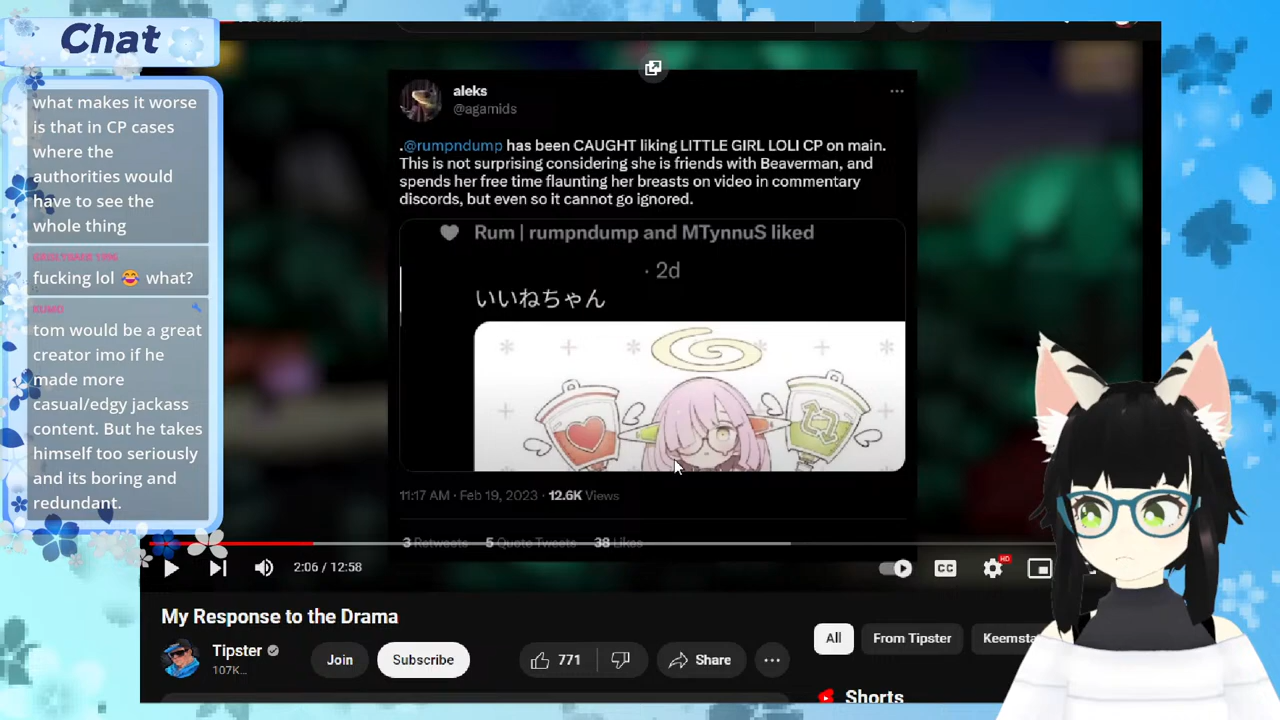 Chat
what makes it worse
is that in CP cases
where the
authorities would
have to see the
whole thing
fucking lol 😂 what?
tom would be a great
creator imo if he
made more
casual/edgy jackass
content. But he takes
himself too seriously
and its boring and
redundant.
aleks
@agamids
.@rumpndump has been CAUGHT liking LITTLE GIRL LOLI CP on main.
This is not surprising considering she is friends with Beaverman, and
spends her free time flaunting her breasts on video in commentary
discords, but even so it cannot go ignored.
Rum | rumpndump and MTynnuS liked
· 2d
いいねちゃん
11:17 AM · Feb 19, 2023 · 12.6K Views
3 Retweets 5 Quote Tweets 38 Likes
2:06 / 12:58
CC
HD
My Response to the Drama
Tipster
107K...
Join
Subscribe
771
Share
All
From Tipster
Keemsta
Shorts